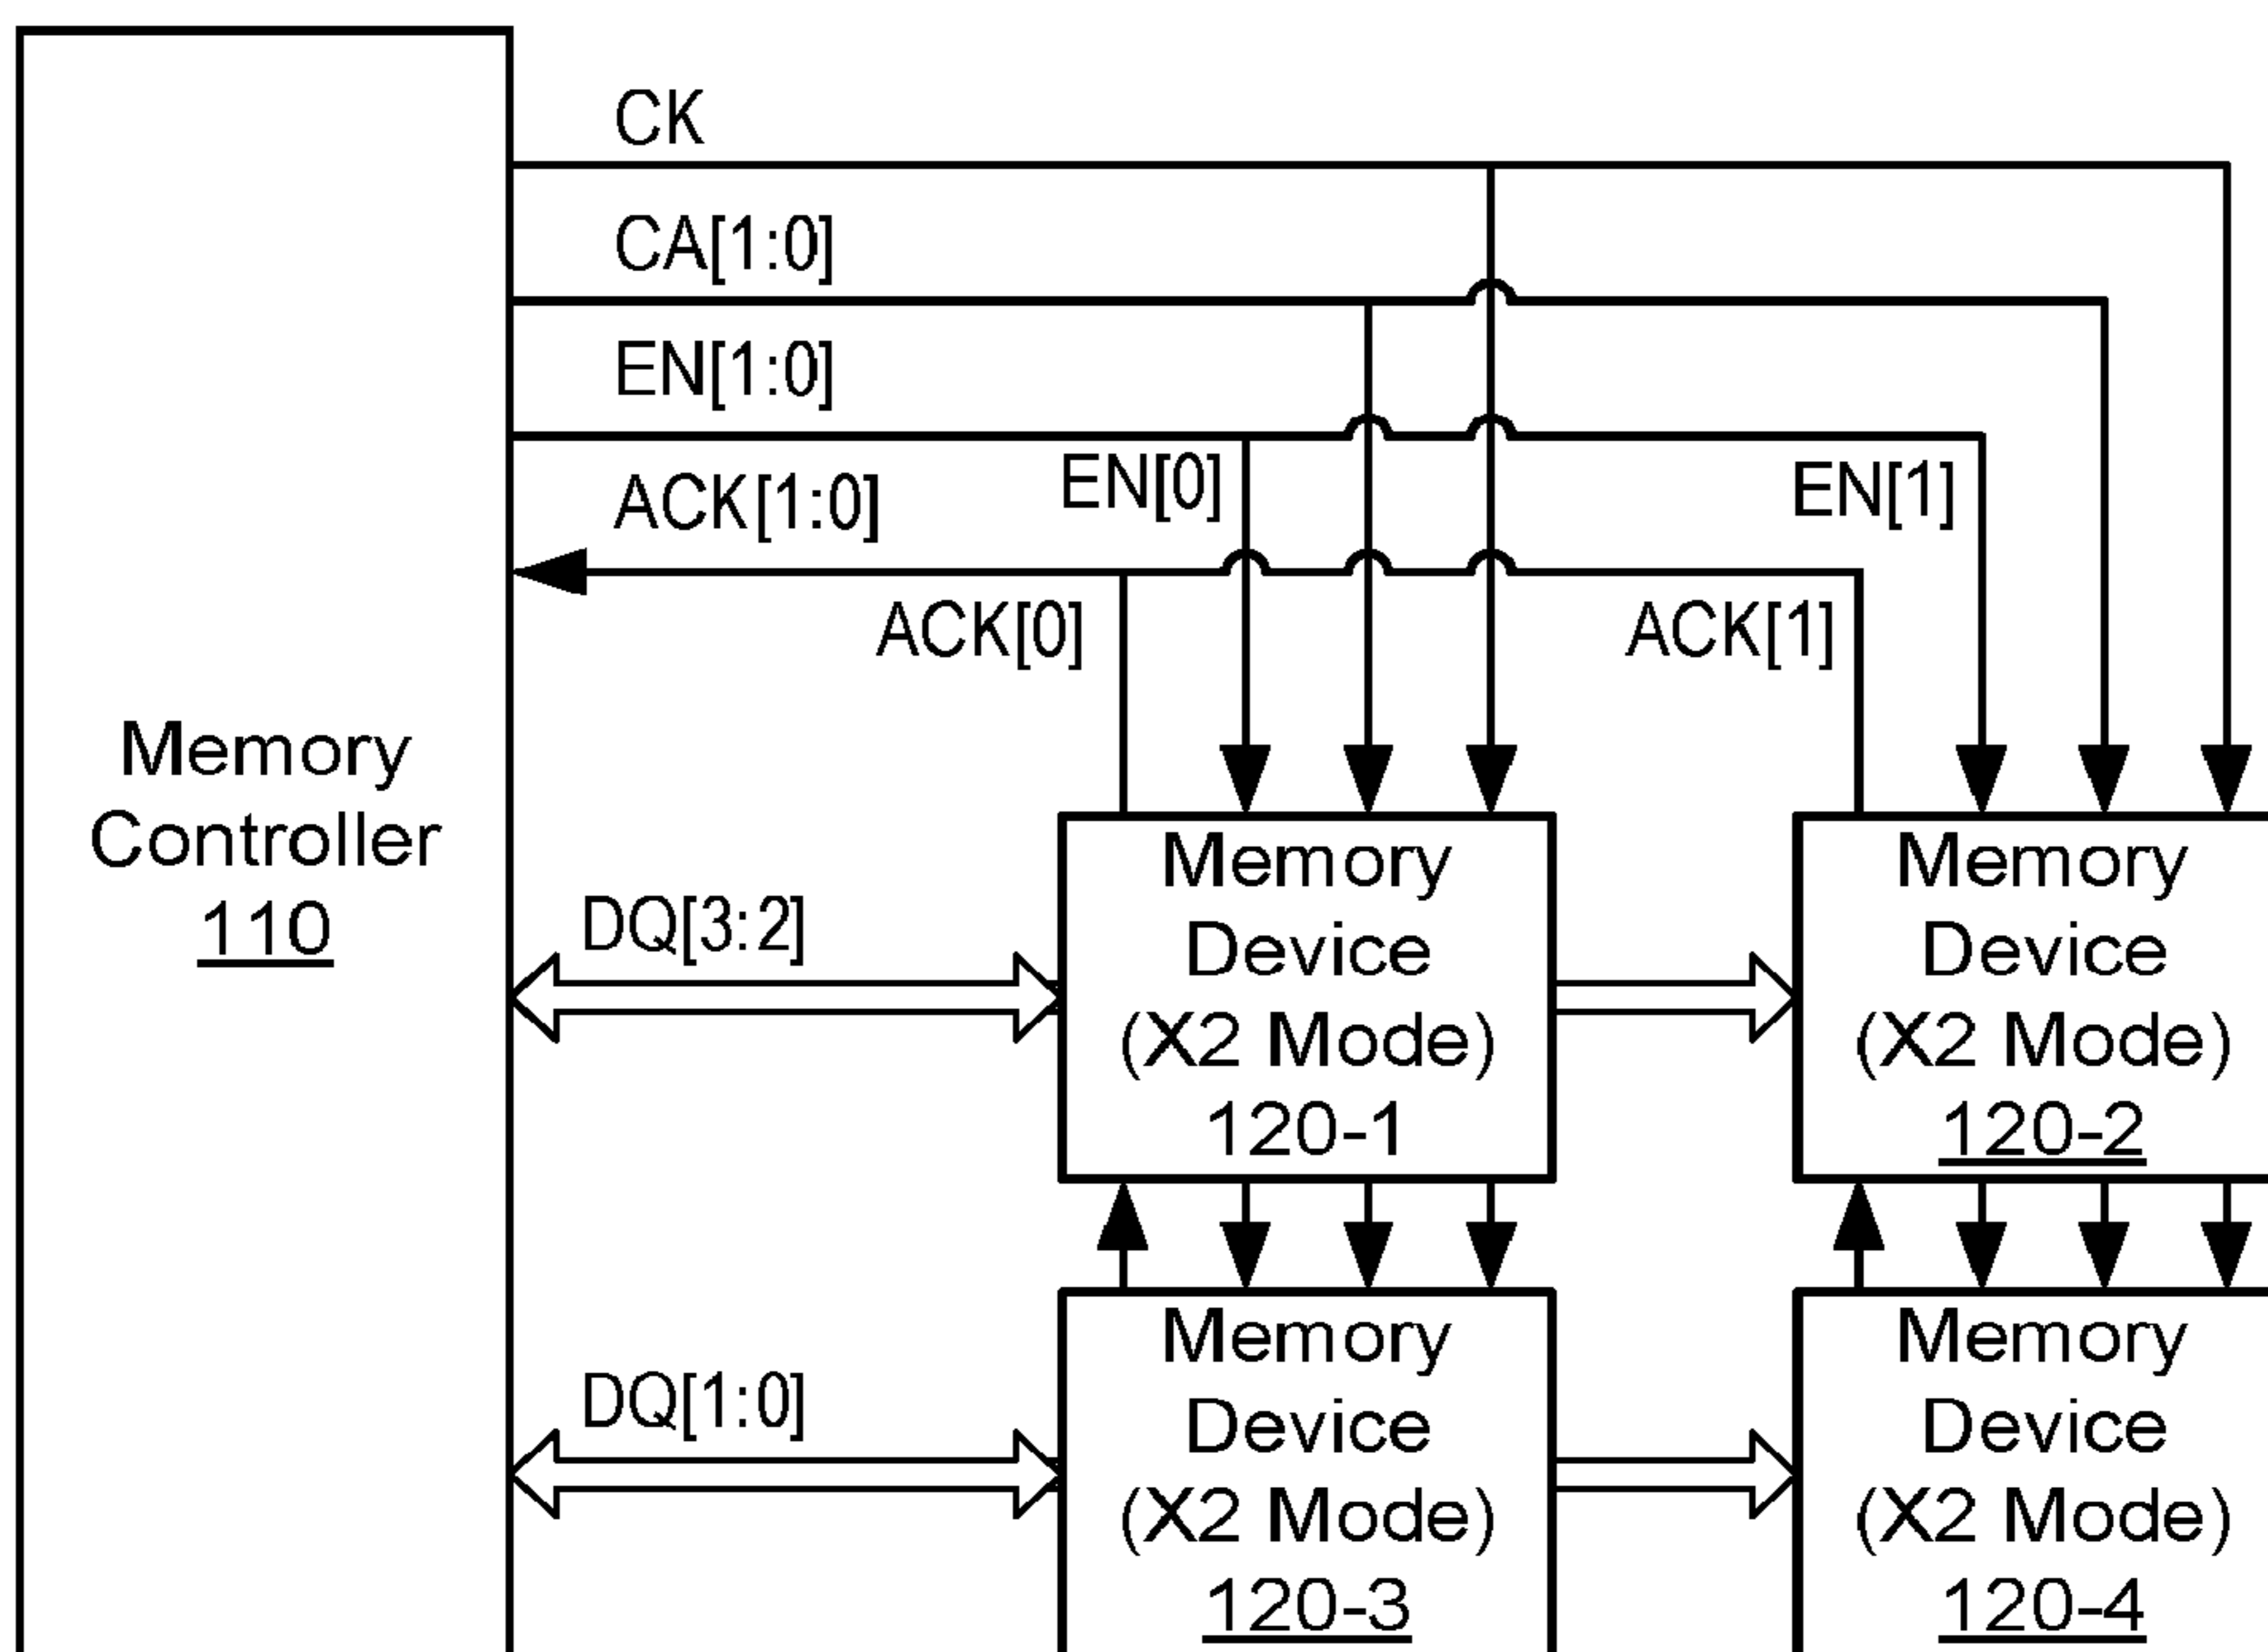 CK
CA[1:0]
EN[1:0]
EN[0]
EN[1]
ACK[1:0]
ACK[0]
ACK[1]
Memory
Controller
110
DQ[3:2]
Memory
Device
(X2 Mode)
120-1
Memory
Device
(X2 Mode)
120-2
DQ[1:0]
Memory
Device
(X2 Mode)
120-3
Memory
Device
(X2 Mode)
120-4